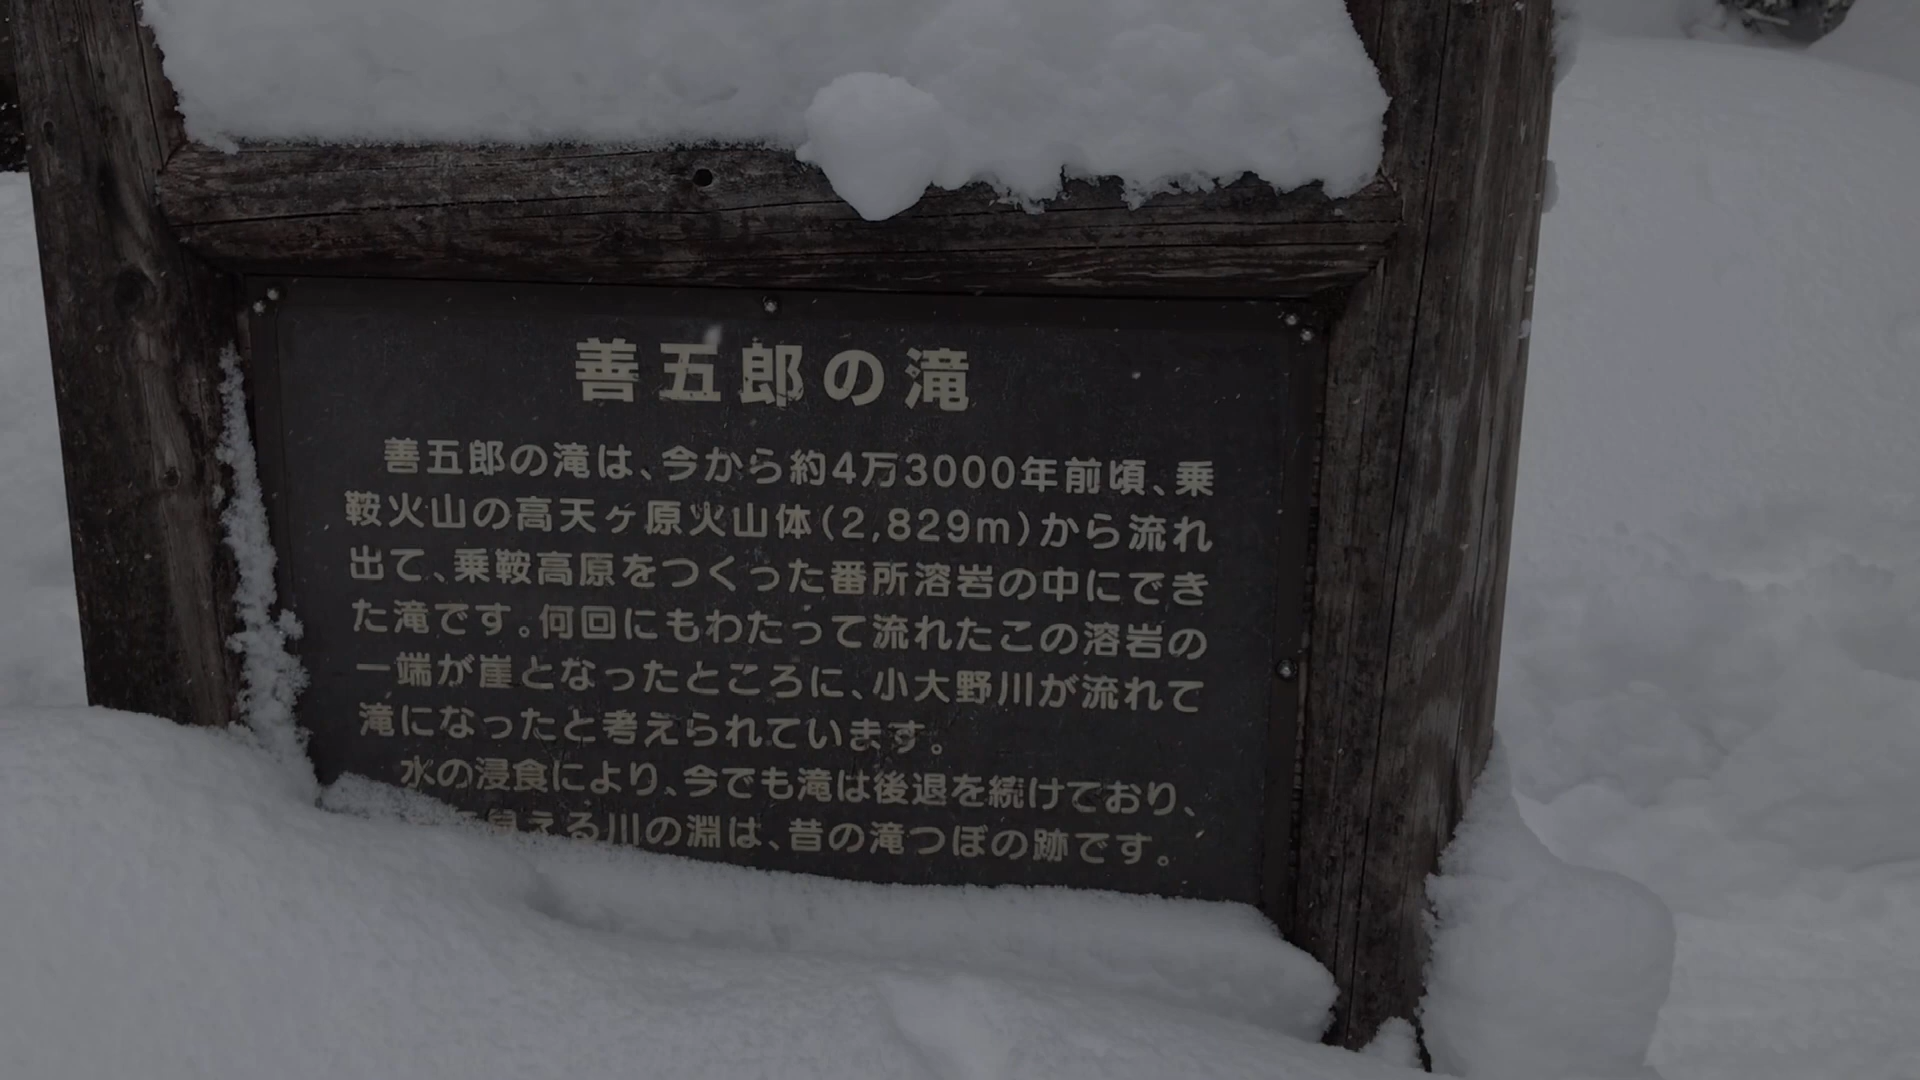 善五郎の滝
善五郎の滝は、今から約4万3000年前頃、乗
鞍火山の高天ヶ原火山体(2,829m)から流れ
出て、乗鞍高原をつくった番所溶岩の中にでき
た滝です。何回にもわたって流れたこの溶岩の
一端が崖となったところに、小大野川が流れて
滝になったと考えられています。
水の浸食により、今でも滝は後退を続けており、
見える川の淵は、昔の滝つぼの跡です。